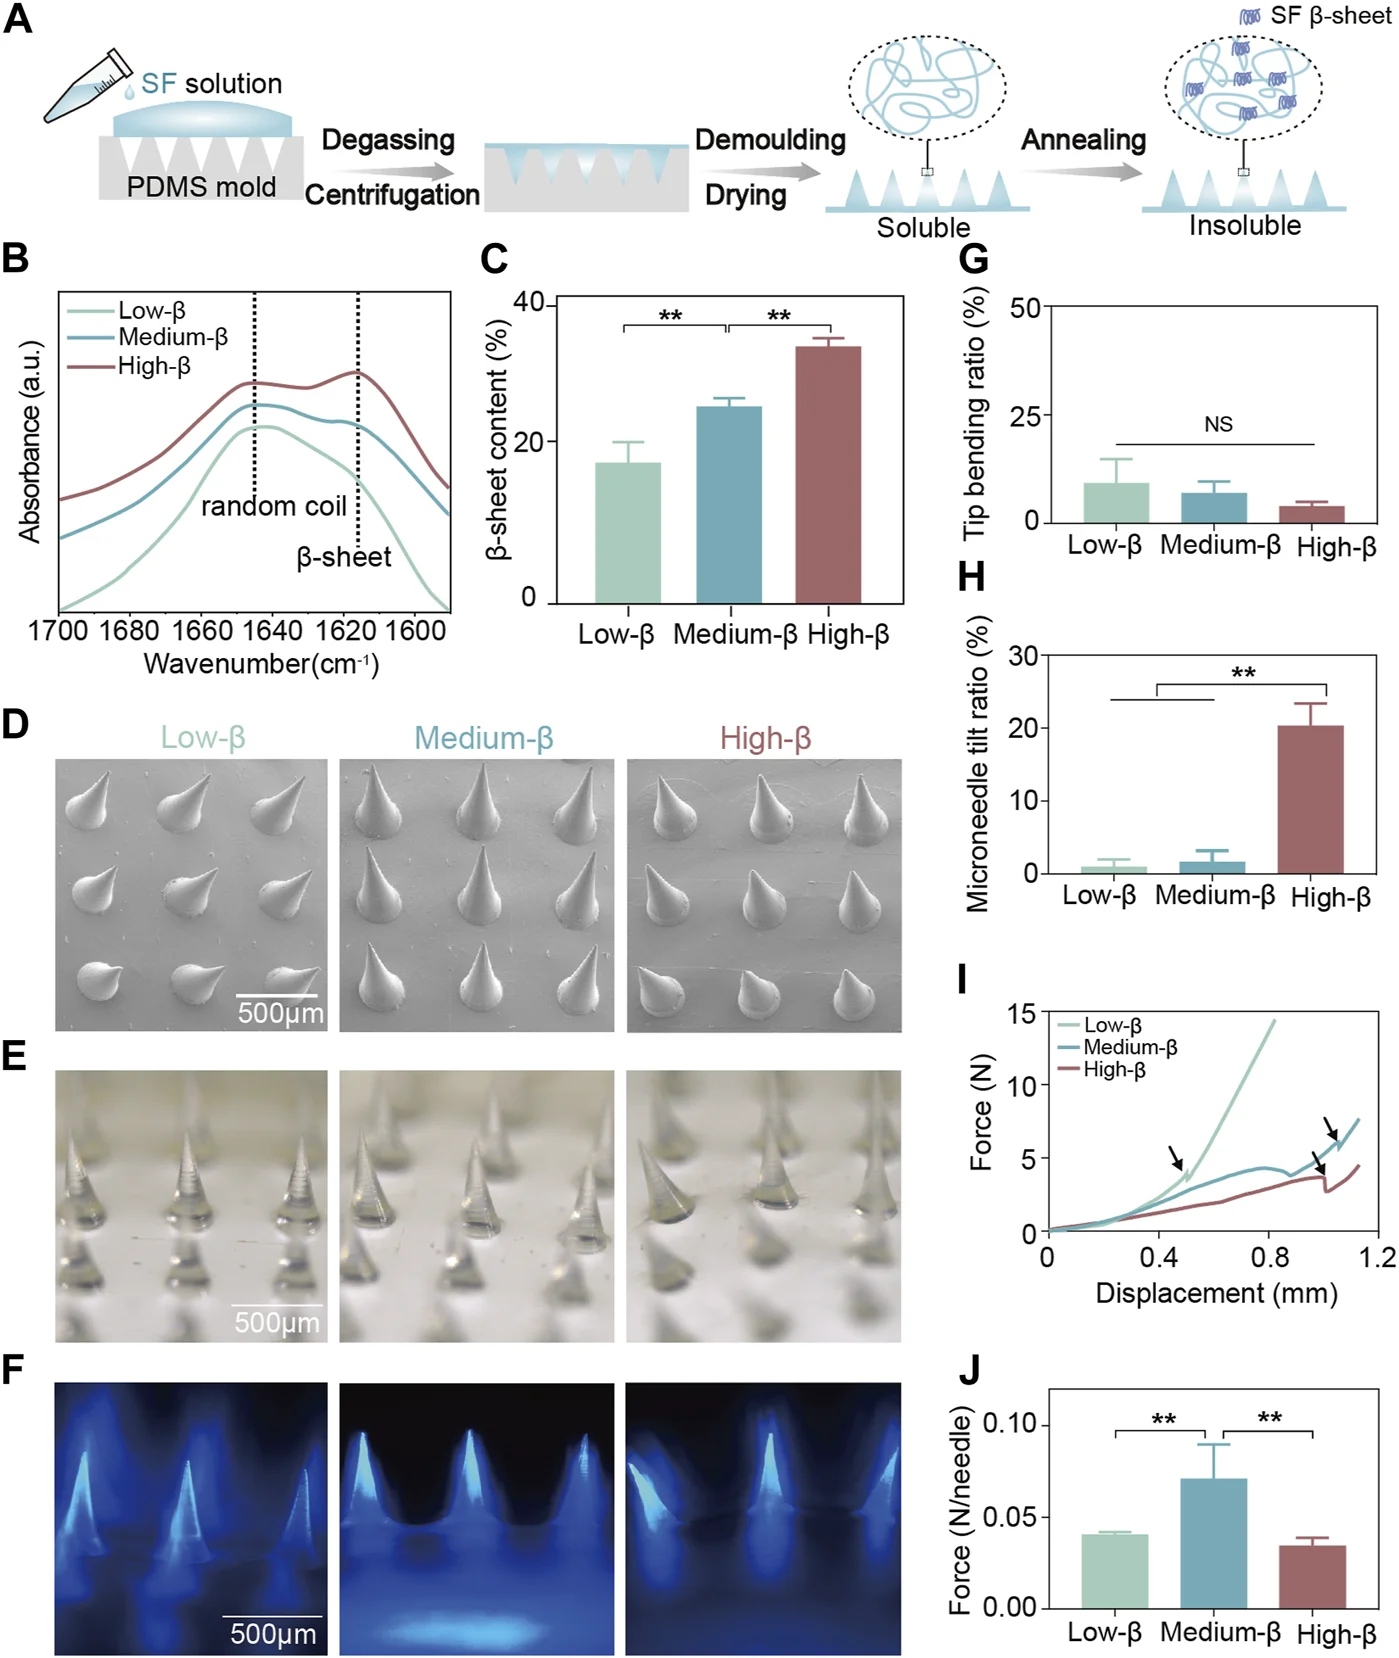 A
SF β-sheet
SF solution
PDMS mold
Degassing
Centrifugation
Demoulding
Drying
Soluble
Annealing
Insoluble
B
Low-β
Medium-β
High-β
random coil
β-sheet
Absorbance (a.u.)
1700 1680 1660 1640 1620 1600
Wavenumber(cm⁻¹)
C
β-sheet content (%)
40
20
0
** **
Low-β Medium-β High-β
G
Tip bending ratio (%)
50
25
0
NS
Low-β Medium-β High-β
H
Microneedle tilt ratio (%)
30
20
10
0
**
Low-β Medium-β High-β
D
Low-β Medium-β High-β
500μm
E
500μm
F
500μm
I
Force (N)
15
10
5
0
Low-β
Medium-β
High-β
0 0.4 0.8 1.2
Displacement (mm)
J
Force (N/needle)
0.10
0.05
0.00
** **
Low-β Medium-β High-β